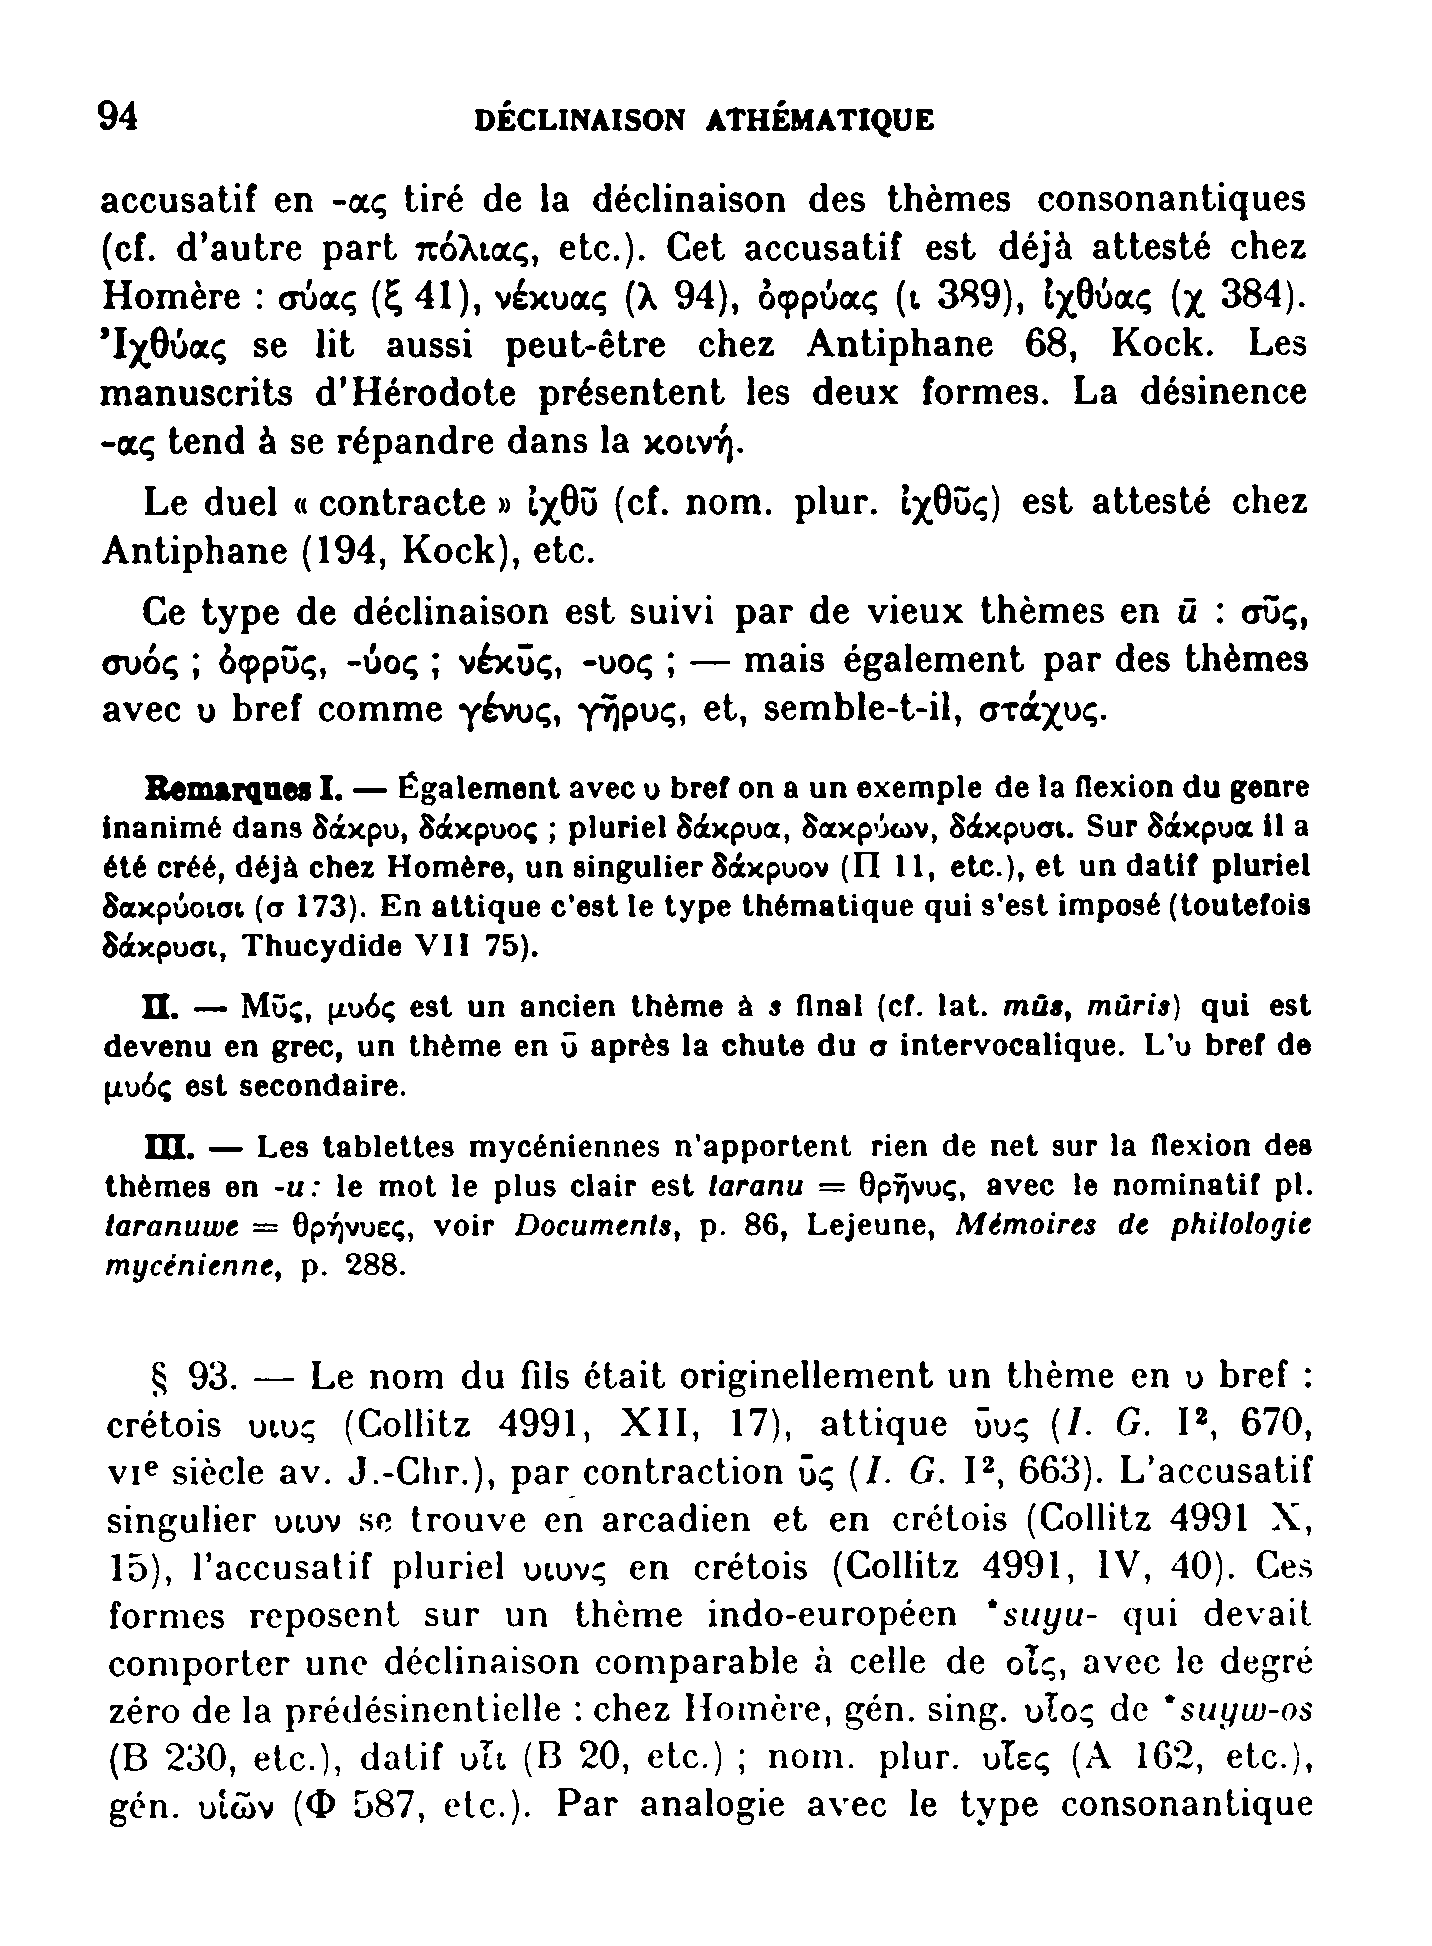 94 DÉCLINAISON ATHÉMATIQUE
accusatif en -ας tiré de la déclinaison des thèmes consonantiques
(cf. d'autre part πόλιας, etc.). Cet accusatif est déjà attesté chez
Homère : σύας (ξ 41), νέκυας (λ 94), ὀφρύας (ι 389), ἰχθύας (χ 384).
Ἰχθύας se lit aussi peut-être chez Antiphane 68, Kock. Les
manuscrits d'Hérodote présentent les deux formes. La désinence
-ας tend à se répandre dans la κοινή.
Le duel « contracte » ἰχθῦ (cf. nom. plur. ἰχθῦς) est attesté chez
Antiphane (194, Kock), etc.
Ce type de déclinaison est suivi par de vieux thèmes en ū : σῦς,
συός ; ὀφρῦς, -ύος ; νέκῡς, -υος ; — mais également par des thèmes
avec υ bref comme γένυς, γῆρυς, et, semble-t-il, στάχυς.
Remarques I. — Également avec υ bref on a un exemple de la flexion du genre
inanimé dans δάκρυ, δάκρυος ; pluriel δάκρυα, δακρύων, δάκρυσι. Sur δάκρυα il a
été créé, déjà chez Homère, un singulier δάκρυον (Π 11, etc.), et un datif pluriel
δακρύοισι (σ 173). En attique c'est le type thématique qui s'est imposé (toutefois
δάκρυσι, Thucydide VII 75).
II. — Μῦς, μυός est un ancien thème à s final (cf. lat. mūs, mūris) qui est
devenu en grec, un thème en ῡ après la chute du σ intervocalique. L'υ bref de
μυός est secondaire.
III. — Les tablettes mycéniennes n'apportent rien de net sur la flexion des
thèmes en -u : le mot le plus clair est taranu = θρῆνυς, avec le nominatif pl.
taranuwe = θρήνυες, voir Documents, p. 86, Lejeune, Mémoires de philologie
mycénienne, p. 288.
§ 93. — Le nom du fils était originellement un thème en υ bref :
crétois υιυς (Collitz 4991, XII, 17), attique ῡυς (I. G. I², 670,
VIᵉ siècle av. J.-Chr.), par contraction ῡς (I. G. I², 663). L'accusatif
singulier υιυν se trouve en arcadien et en crétois (Collitz 4991 X,
15), l'accusatif pluriel υιυνς en crétois (Collitz 4991, IV, 40). Ces
formes reposent sur un thème indo-européen *suyu- qui devait
comporter une déclinaison comparable à celle de οἶς, avec le degré
zéro de la prédésinentielle : chez Homère, gén. sing. υἷος de *suyw-os
(B 230, etc.), datif υἷι (B 20, etc.) ; nom. plur. υἷες (A 162, etc.),
gén. υἱῶν (Φ 587, etc.). Par analogie avec le type consonantique